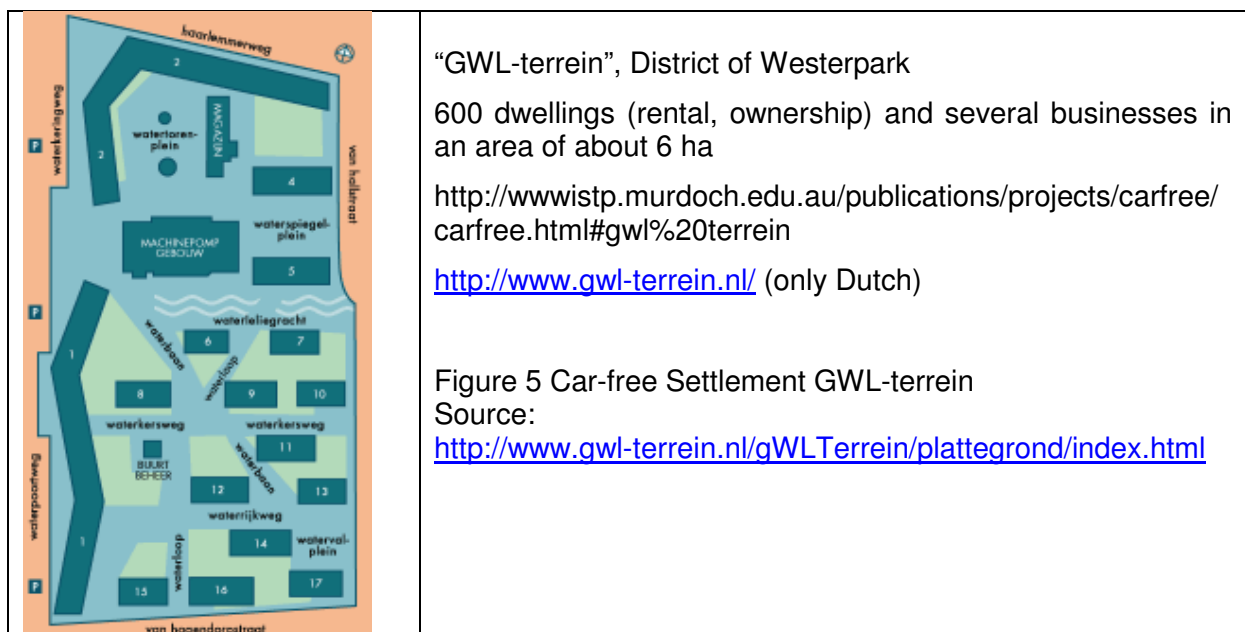 haarlemmerweg
2
waterkeringweg
P
2
watertoren-
plein
MAGAZIJN
van hallstraat
4
waterspiegel-
plein
MACHINEPOMP
GEBOUW
5
P
waterleliegracht
waterbaan
6
7
waterloop
1
8
9
10
waterkersweg
waterkersweg
11
BUURT
BEHEER
waterbaan
12
13
waterpoortweg
waterrijkweg
1
14
waterval-
plein
waterloop
P
15
16
17
van hogendorpstraat
“GWL-terrein”, District of Westerpark
600 dwellings (rental, ownership) and several businesses in
an area of about 6 ha
http://wwwistp.murdoch.edu.au/publications/projects/carfree/
carfree.html#gwl%20terrein
http://www.gwl-terrein.nl/ (only Dutch)
Figure 5 Car-free Settlement GWL-terrein
Source:
http://www.gwl-terrein.nl/gWLTerrein/plattegrond/index.html